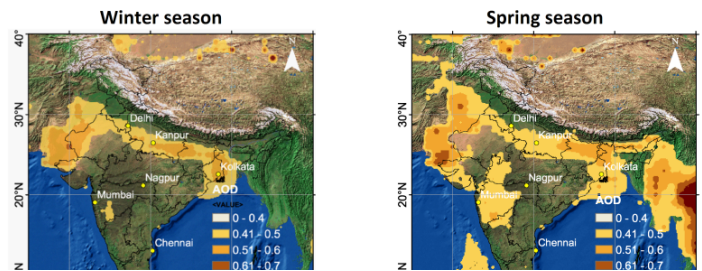 Winter season
Spring season
40°
30°N
20°N
N
Delhi
Kanpur
Kolkata
Nagpur
Mumbai
Chennai
AOD
<VALUE>
0 - 0.4
0.41 - 0.5
0.51 - 0.6
0.61 - 0.7
40°
30°N
20°N
N
Delhi
Kanpur
Kolkata
Nagpur
Mumbai
Chennai
AOD
0 - 0.4
0.41 - 0.5
0.51 - 0.6
0.61 - 0.7